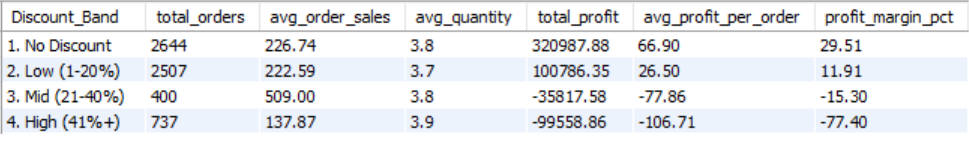 Discount_Band total_orders avg_order_sales avg_quantity total_profit avg_profit_per_order profit_margin_pct
1. No Discount 2644 226.74 3.8 320987.88 66.90 29.51
2. Low (1-20%) 2507 222.59 3.7 100786.35 26.50 11.91
3. Mid (21-40%) 400 509.00 3.8 -35817.58 -77.86 -15.30
4. High (41%+) 737 137.87 3.9 -99558.86 -106.71 -77.40